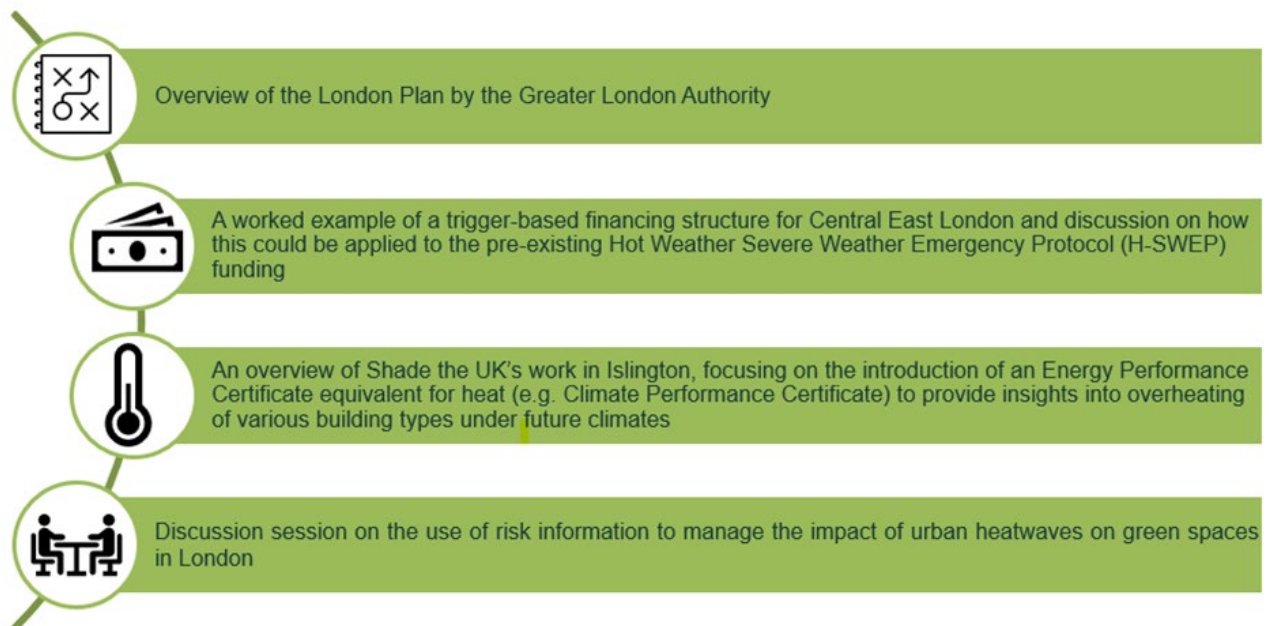 Overview of the London Plan by the Greater London Authority
A worked example of a trigger-based financing structure for Central East London and discussion on how
this could be applied to the pre-existing Hot Weather Severe Weather Emergency Protocol (H-SWEP)
funding
An overview of Shade the UK's work in Islington, focusing on the introduction of an Energy Performance
Certificate equivalent for heat (e.g. Climate Performance Certificate) to provide insights into overheating
of various building types under future climates
Discussion session on the use of risk information to manage the impact of urban heatwaves on green spaces
in London